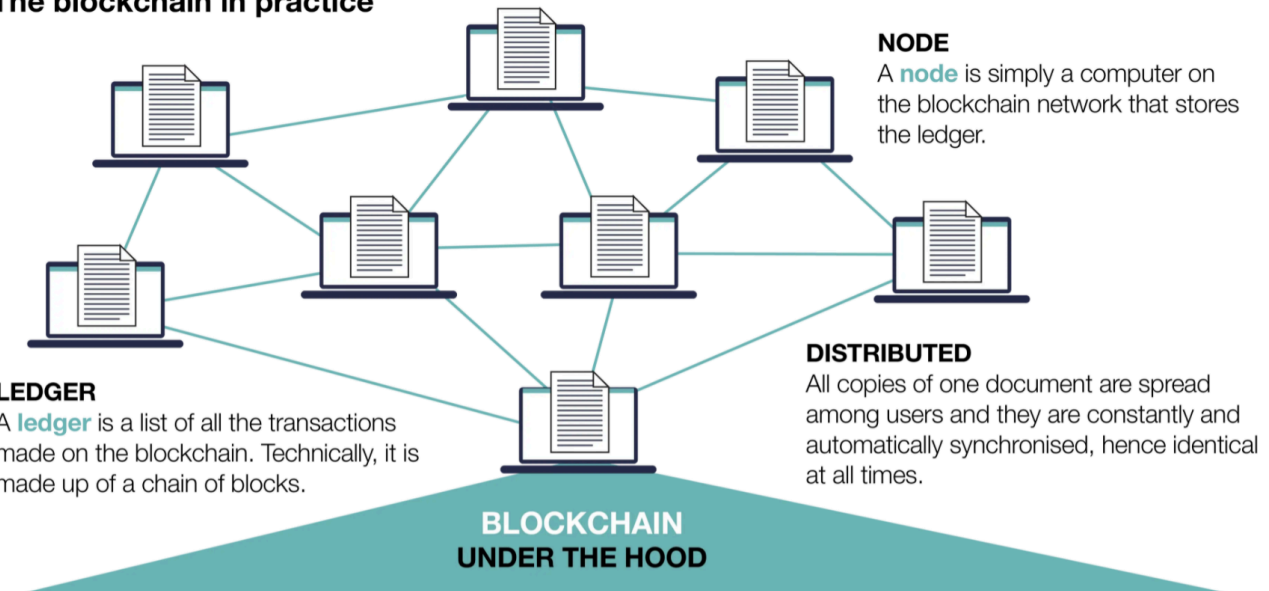 The blockchain in practice
NODE
A node is simply a computer on
the blockchain network that stores
the ledger.
LEDGER
A ledger is a list of all the transactions
made on the blockchain. Technically, it is
made up of a chain of blocks.
DISTRIBUTED
All copies of one document are spread
among users and they are constantly and
automatically synchronised, hence identical
at all times.
BLOCKCHAIN
UNDER THE HOOD